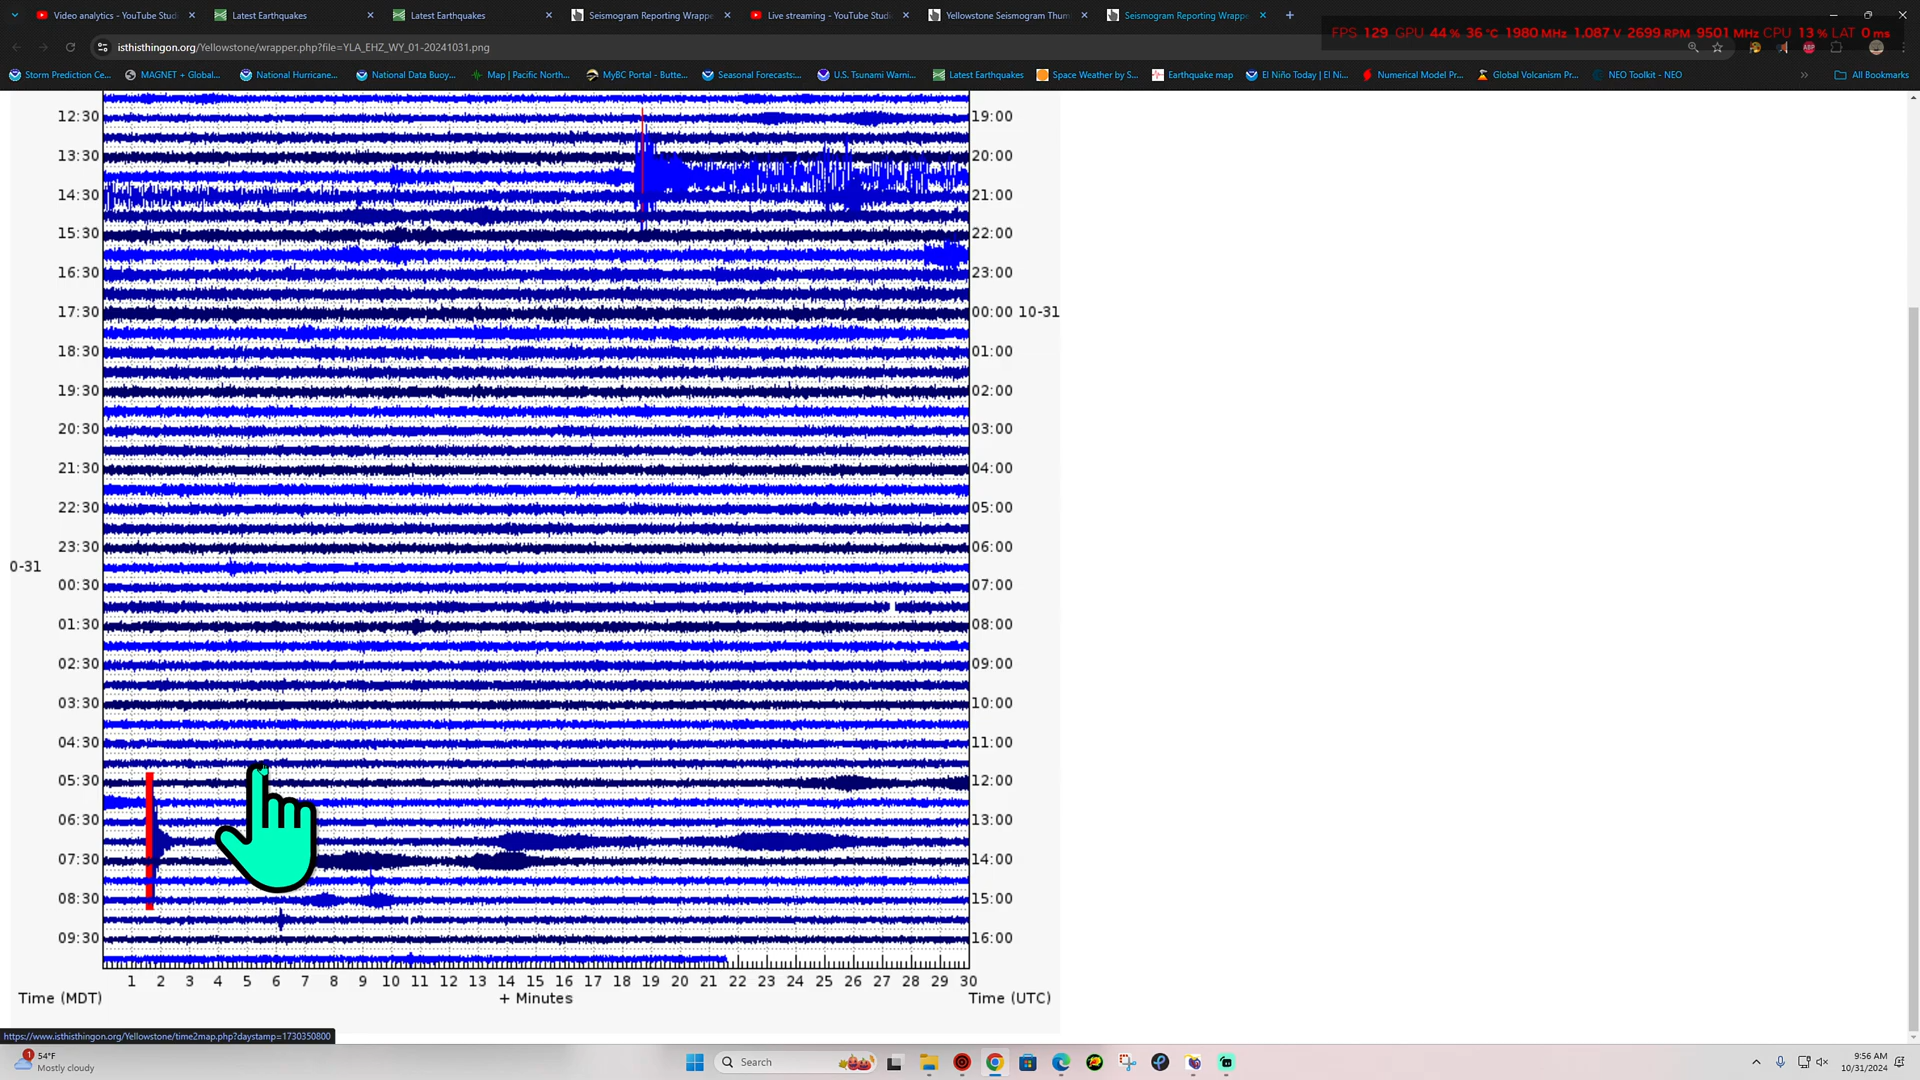 Video analytics - YouTube Studi
Latest Earthquakes
Latest Earthquakes
Seismogram Reporting Wrappe
Live streaming - YouTube Studi
Yellowstone Seismogram Thum
Seismogram Reporting Wrappe
isthisthingon.org/Yellowstone/wrapper.php?file=YLA_EHZ_WY_01-20241031.png
FPS 129 GPU 44 % 36 °C 1980 MHz 1.087 V 2699 RPM 9501 MHz CPU 13 % LAT 0 ms
Storm Prediction Ce...
MAGNET + Global...
National Hurricane...
National Data Buoy...
Map | Pacific North...
MyBC Portal - Butte...
Seasonal Forecasts:...
U.S. Tsunami Warni...
Latest Earthquakes
Space Weather by S...
Earthquake map
El Niño Today | El Ni...
Numerical Model Pr...
Global Volcanism Pr...
NEO Toolkit - NEO
All Bookmarks
12:30 19:00
13:30 20:00
14:30 21:00
15:30 22:00
16:30 23:00
17:30 00:00 10-31
18:30 01:00
19:30 02:00
20:30 03:00
21:30 04:00
22:30 05:00
23:30 06:00
0-31
00:30 07:00
01:30 08:00
02:30 09:00
03:30 10:00
04:30 11:00
05:30 12:00
06:30 13:00
07:30 14:00
08:30 15:00
09:30 16:00
1 2 3 4 5 6 7 8 9 10 11 12 13 14 15 16 17 18 19 20 21 22 23 24 25 26 27 28 29 30
Time (MDT) + Minutes Time (UTC)
https://www.isthisthingon.org/Yellowstone/time2map.php?daystamp=1730350800
1
54°F
Mostly cloudy
Search
9:56 AM
10/31/2024